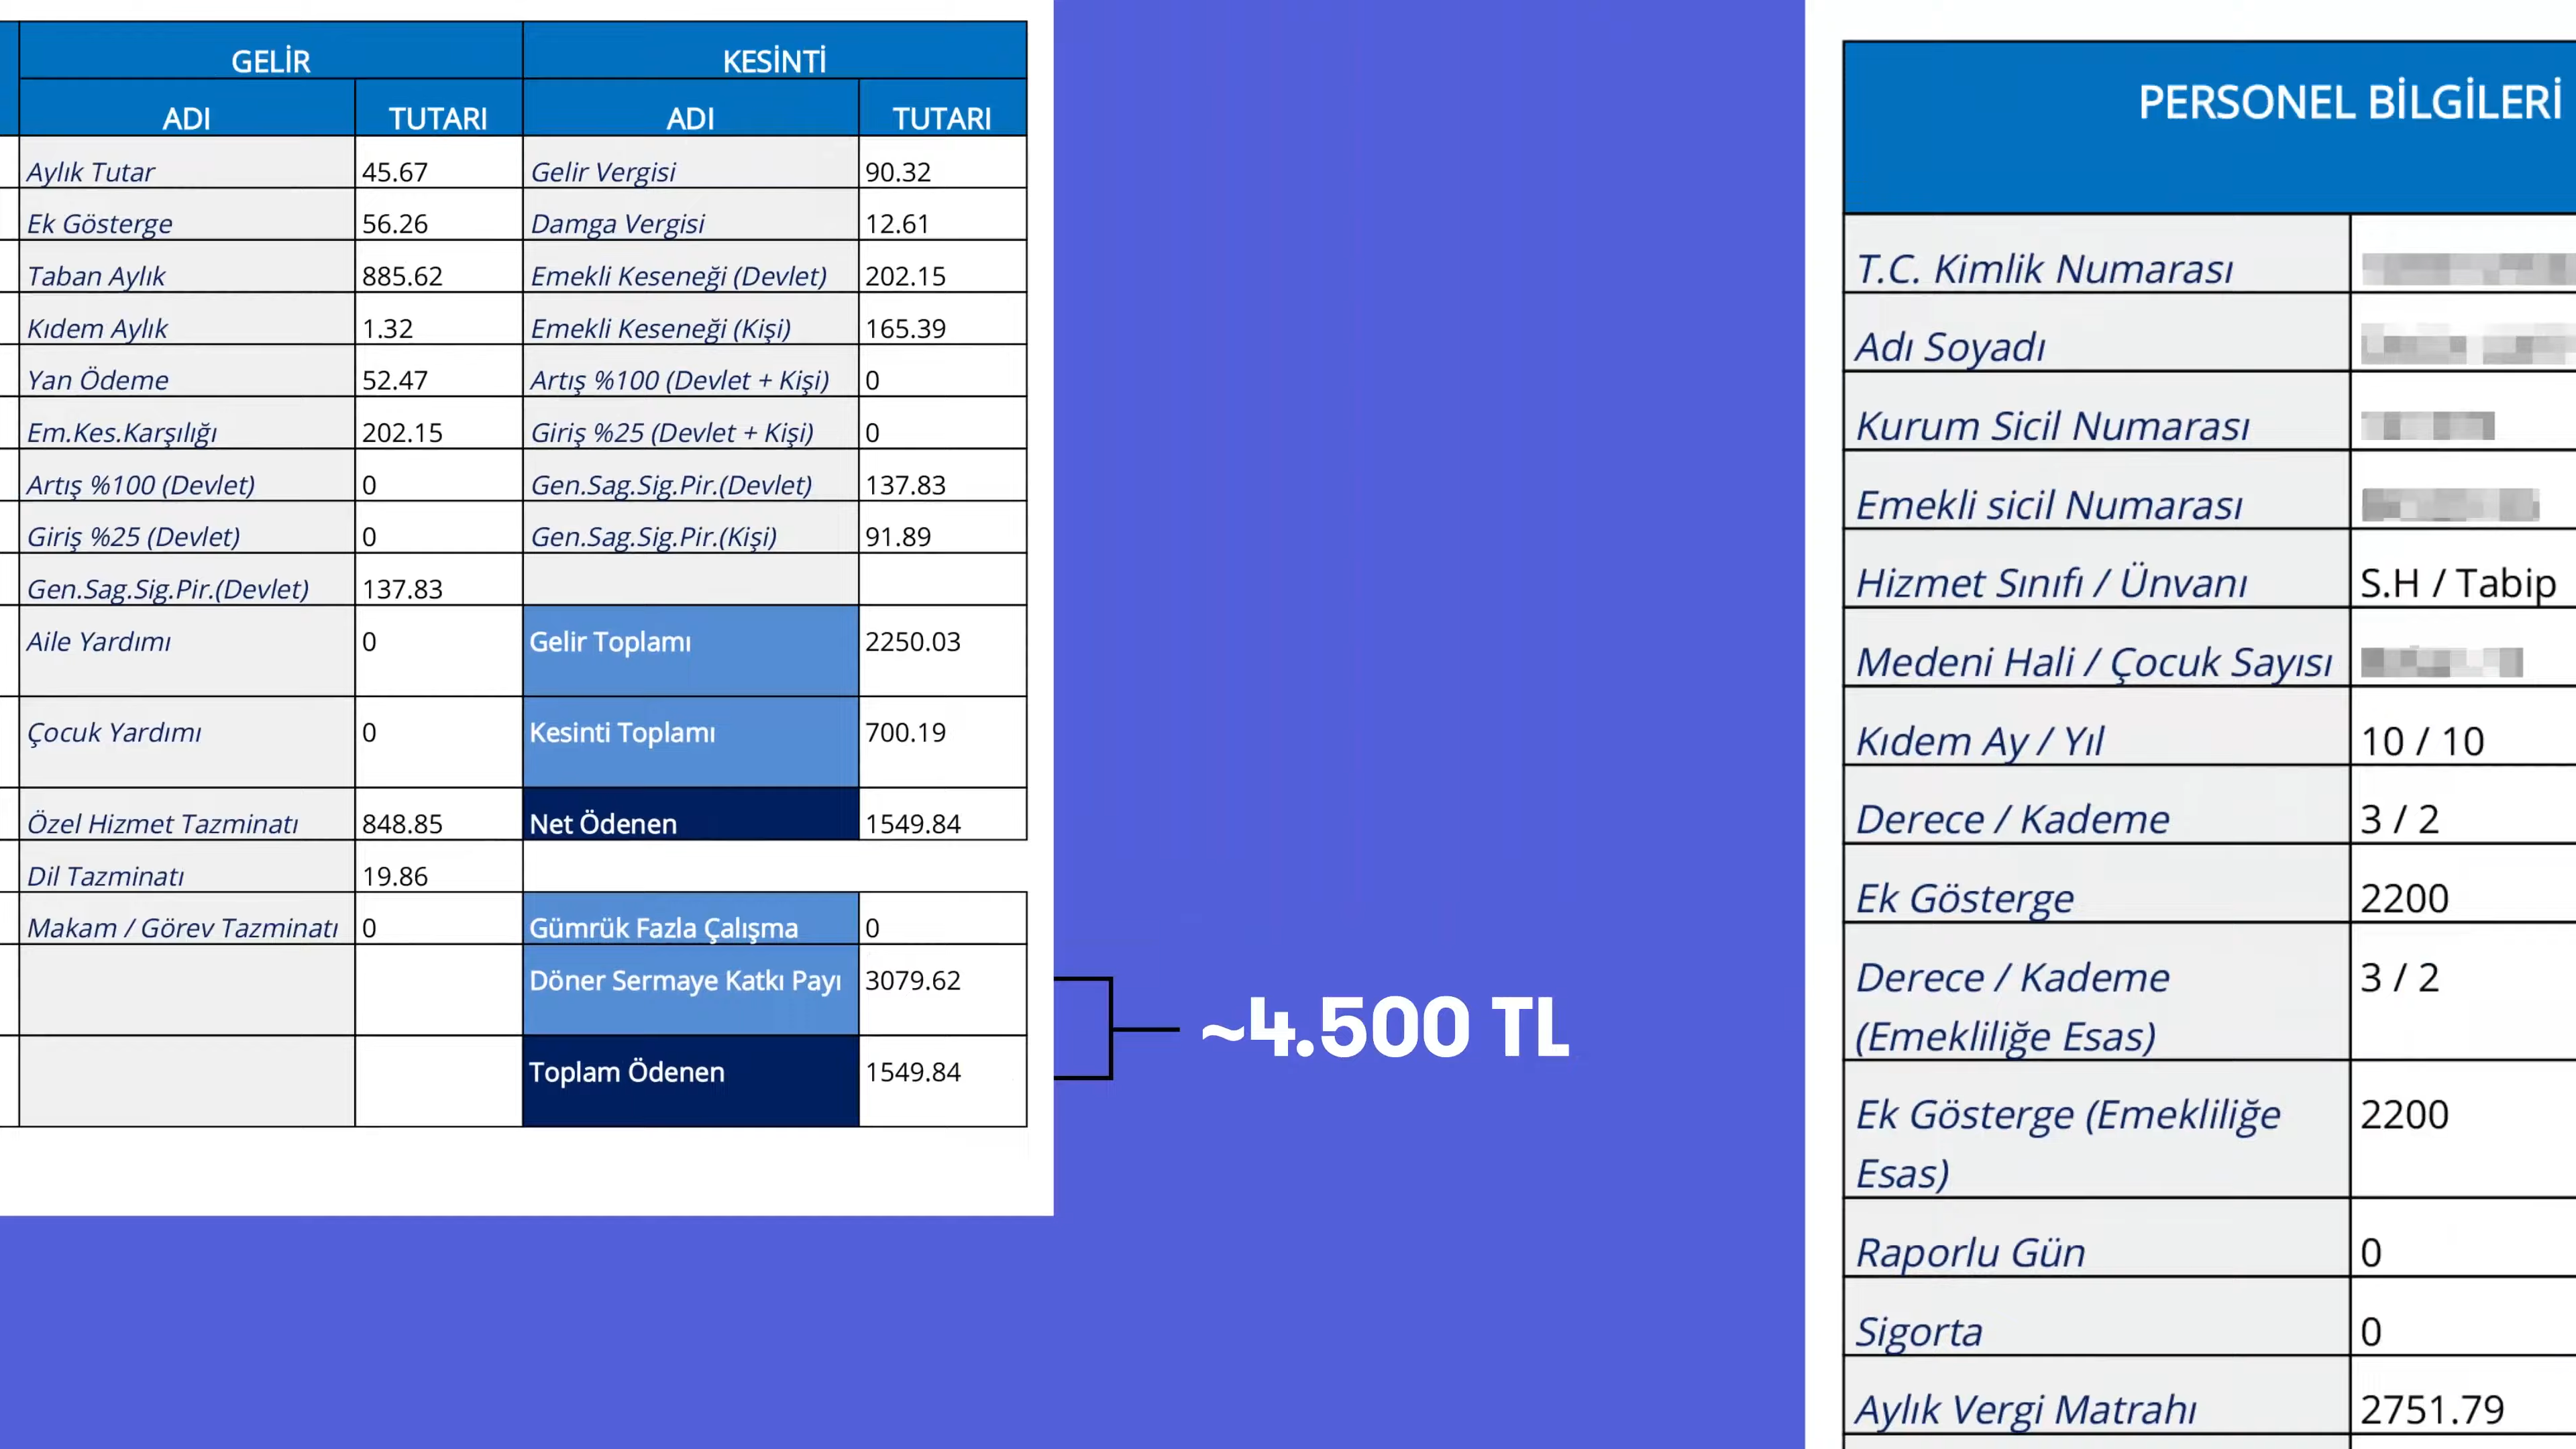 GELİR KESİNTİ
ADI TUTARI ADI TUTARI
Aylık Tutar 45.67 Gelir Vergisi 90.32
Ek Gösterge 56.26 Damga Vergisi 12.61
Taban Aylık 885.62 Emekli Keseneği (Devlet) 202.15
Kıdem Aylık 1.32 Emekli Keseneği (Kişi) 165.39
Yan Ödeme 52.47 Artış %100 (Devlet + Kişi) 0
Em.Kes.Karşılığı 202.15 Giriş %25 (Devlet + Kişi) 0
Artış %100 (Devlet) 0 Gen.Sag.Sig.Pir.(Devlet) 137.83
Giriş %25 (Devlet) 0 Gen.Sag.Sig.Pir.(Kişi) 91.89
Gen.Sag.Sig.Pir.(Devlet) 137.83
Aile Yardımı 0 Gelir Toplamı 2250.03
Çocuk Yardımı 0 Kesinti Toplamı 700.19
Özel Hizmet Tazminatı 848.85 Net Ödenen 1549.84
Dil Tazminatı 19.86
Makam / Görev Tazminatı 0 Gümrük Fazla Çalışma 0
Döner Sermaye Katkı Payı 3079.62
Toplam Ödenen 1549.84
~4.500 TL
PERSONEL BİLGİLERİ
T.C. Kimlik Numarası
Adı Soyadı
Kurum Sicil Numarası
Emekli sicil Numarası
Hizmet Sınıfı / Ünvanı S.H / Tabip
Medeni Hali / Çocuk Sayısı
Kıdem Ay / Yıl 10 / 10
Derece / Kademe 3 / 2
Ek Gösterge 2200
Derece / Kademe 3 / 2
(Emekliliğe Esas)
Ek Gösterge (Emekliliğe 2200
Esas)
Raporlu Gün 0
Sigorta 0
Aylık Vergi Matrahı 2751.79